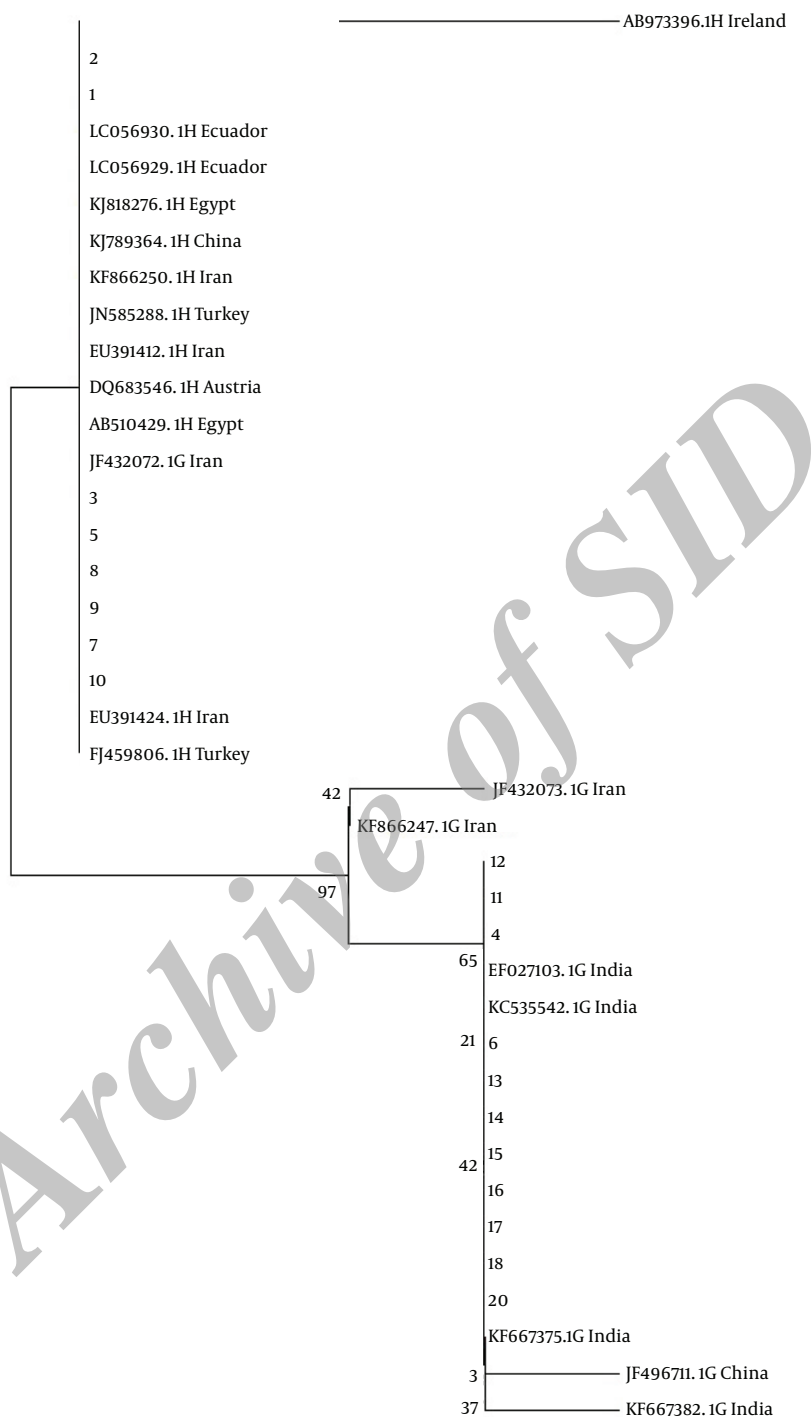 AB973396.1H Ireland
2
1
LC056930. 1H Ecuador
LC056929. 1H Ecuador
KJ818276. 1H Egypt
KJ789364. 1H China
KF866250. 1H Iran
JN585288. 1H Turkey
EU391412. 1H Iran
DQ683546. 1H Austria
AB510429. 1H Egypt
JF432072. 1G Iran
3
5
8
9
7
10
EU391424. 1H Iran
FJ459806. 1H Turkey
42
JF432073. 1G Iran
KF866247. 1G Iran
12
97
11
4
65
EF027103. 1G India
KC535542. 1G India
21
6
13
14
15
42
16
17
18
20
KF667375.1G India
3
JF496711. 1G China
37
KF667382. 1G India
Archive of SID